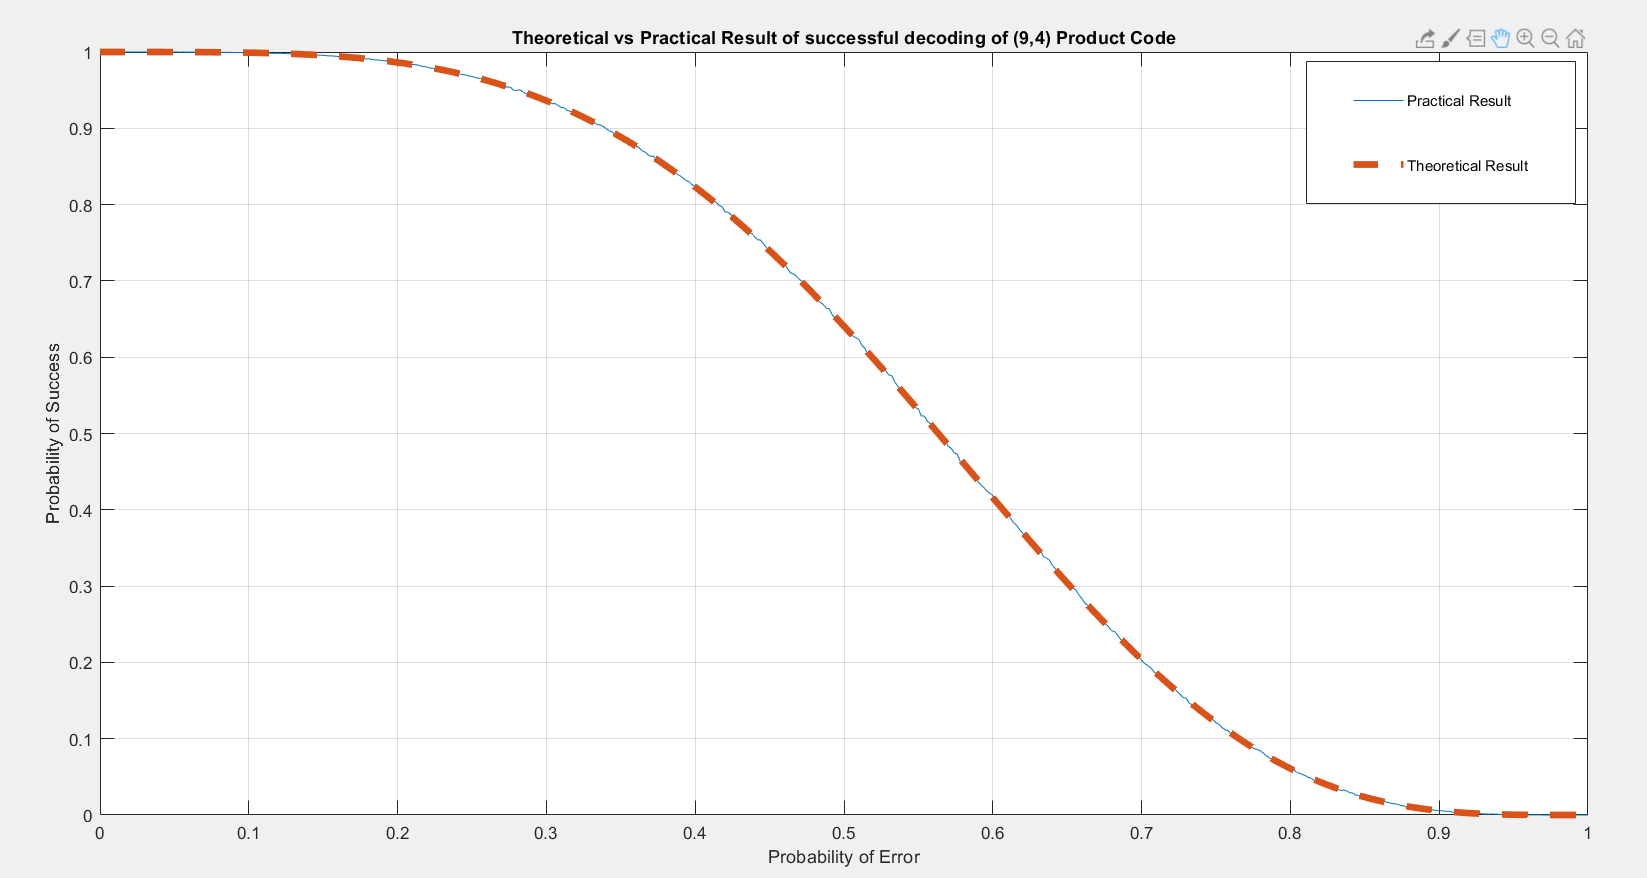 Theoretical vs Practical Result of successful decoding of (9,4) Product Code
Practical Result
Theoretical Result
Probability of Success
1
0.9
0.8
0.7
0.6
0.5
0.4
0.3
0.2
0.1
0
0 0.1 0.2 0.3 0.4 0.5 0.6 0.7 0.8 0.9 1
Probability of Error